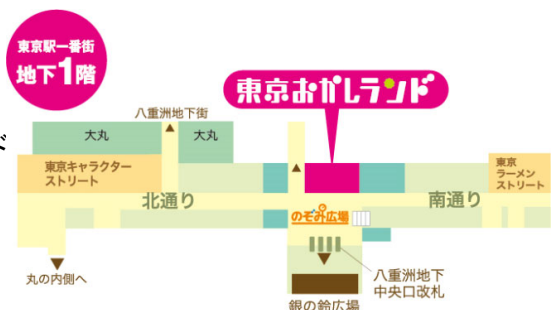 東京駅一番街
地下1階
東京おかしランド
八重洲地下街
ド
大丸
大丸
東京キャラクター
ストリート
東京
ラーメン
ストリート
北通り
南通り
のぞみ広場
丸の内側へ
八重洲地下
中央口改札
銀の鈴広場